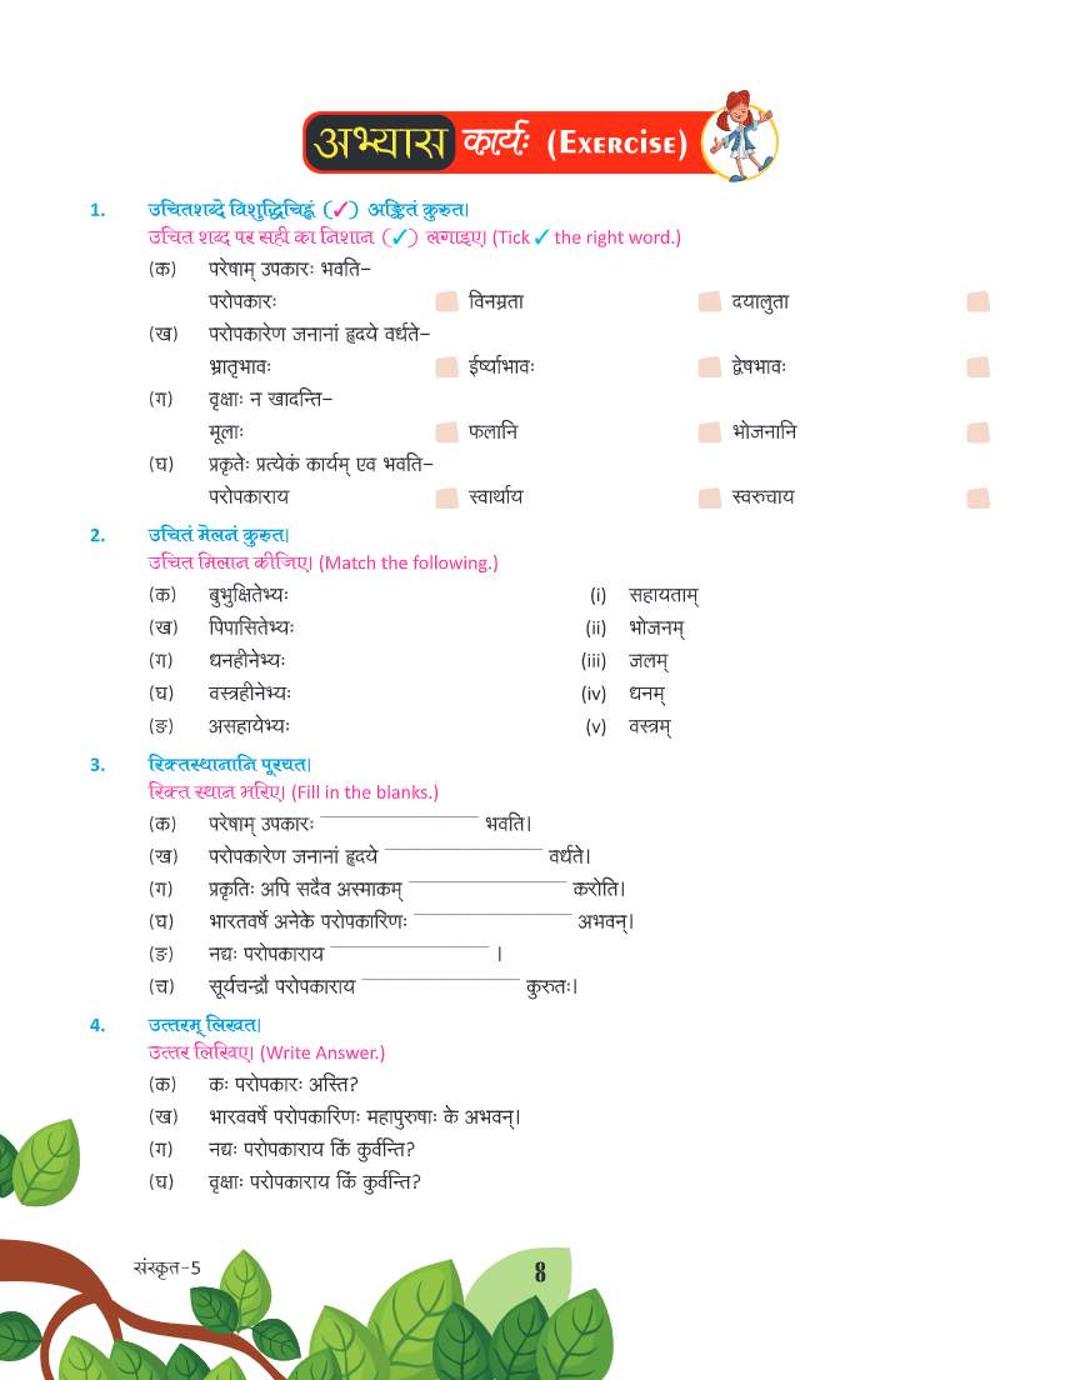 अभ्यास कार्यः (Exercise)
1. उचितशब्दे विशुद्धिचिह्नं (✓) अङ्कितं कुरुत।
उचित शब्द पर सही का निशान (✓) लगाइए। (Tick ✓ the right word.)
(क) परेषाम् उपकारः भवति–
परोपकारः विनम्रता दयालुता
(ख) परोपकारेण जनानां हृदये वर्धते–
भ्रातृभावः ईर्ष्याभावः द्वेषभावः
(ग) वृक्षाः न खादन्ति–
मूलाः फलानि भोजनानि
(घ) प्रकृतेः प्रत्येकं कार्यम् एव भवति–
परोपकाराय स्वार्थाय स्वरुचाय
2. उचितं मेलनं कुरुत।
उचित मिलान कीजिए। (Match the following.)
(क) बुभुक्षितेभ्यः (i) सहायताम्
(ख) पिपासितेभ्यः (ii) भोजनम्
(ग) धनहीनेभ्यः (iii) जलम्
(घ) वस्त्रहीनेभ्यः (iv) धनम्
(ङ) असहायेभ्यः (v) वस्त्रम्
3. रिक्तस्थानानि पूरयत।
रिक्त स्थान भरिए। (Fill in the blanks.)
(क) परेषाम् उपकारः ____________ भवति।
(ख) परोपकारेण जनानां हृदये ____________ वर्धते।
(ग) प्रकृतिः अपि सदैव अस्माकम् ____________ करोति।
(घ) भारतवर्षे अनेके परोपकारिणः ____________ अभवन्।
(ङ) नद्यः परोपकाराय ____________ ।
(च) सूर्यचन्द्रौ परोपकाराय ____________ कुरुतः।
4. उत्तरम् लिखत।
उत्तर लिखिए। (Write Answer.)
(क) कः परोपकारः अस्ति?
(ख) भारववर्षे परोपकारिणः महापुरुषाः के अभवन्।
(ग) नद्यः परोपकाराय किं कुर्वन्ति?
(घ) वृक्षाः परोपकाराय किं कुर्वन्ति?
संस्कृत–5 8